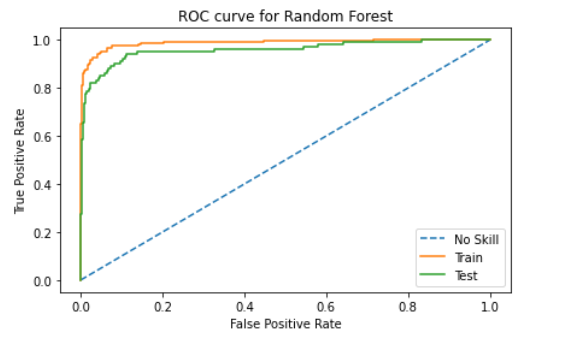 ROC curve for Random Forest
1.0
0.8
0.6
0.4
0.2
0.0
True Positive Rate
No Skill
Train
Test
0.0 0.2 0.4 0.6 0.8 1.0
False Positive Rate